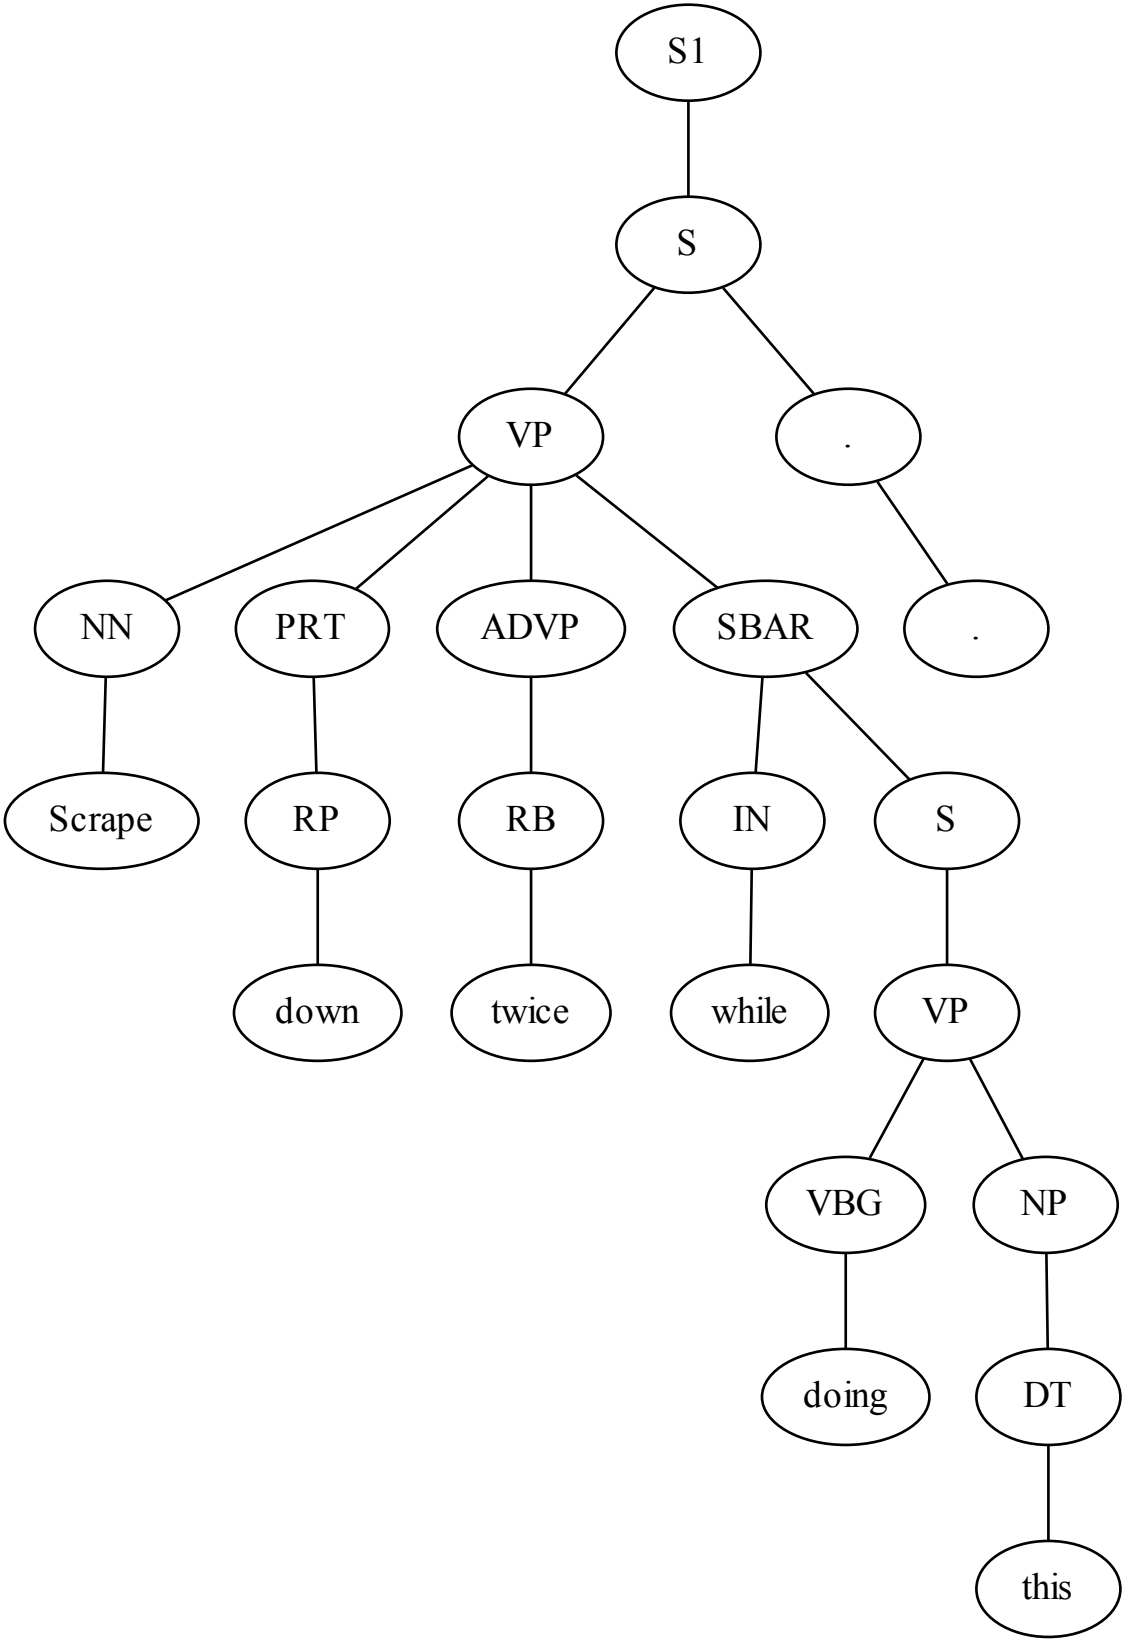 S1
S
VP .
NN PRT ADVP SBAR .
Scrape RP RB IN S
down twice while VP
VBG NP
doing DT
this